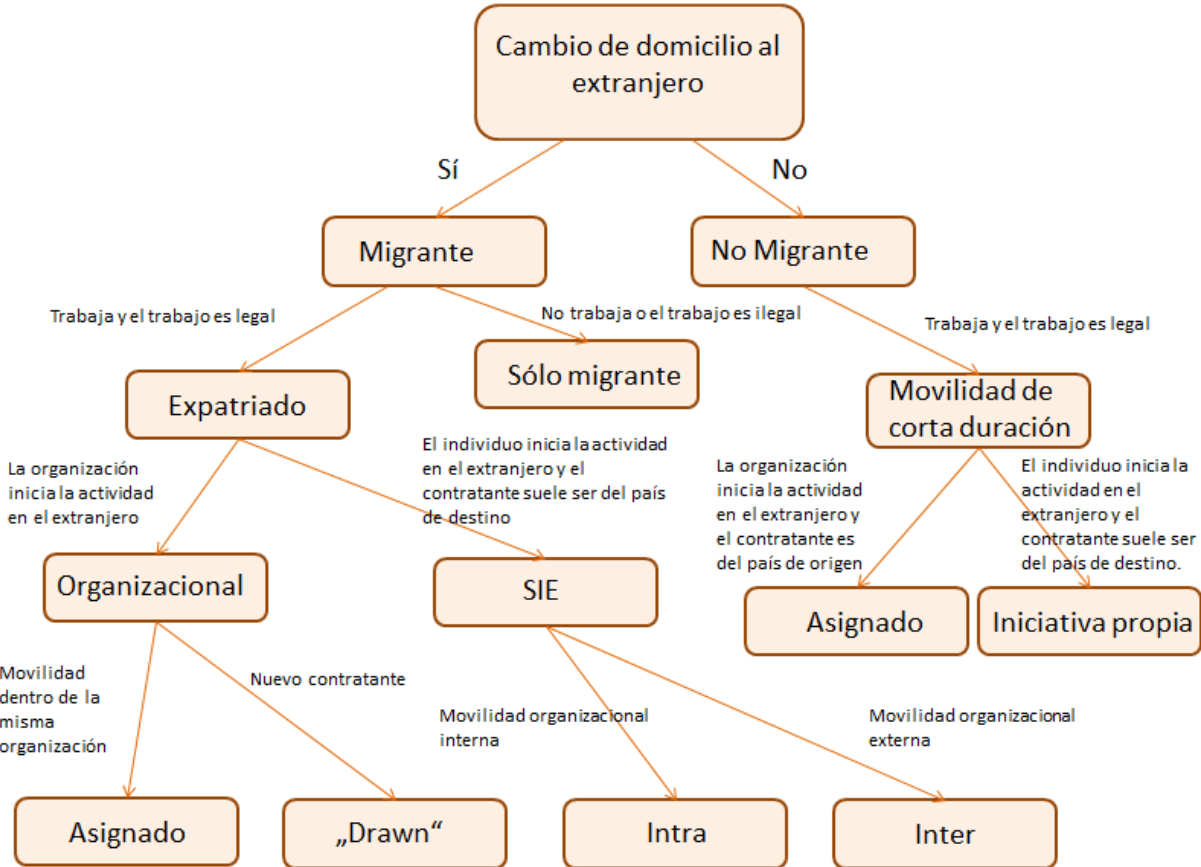 Cambio de domicilio al
extranjero
Sí
No
Migrante
No Migrante
Trabaja y el trabajo es legal
No trabaja o el trabajo es ilegal
Trabaja y el trabajo es legal
Expatriado
Sólo migrante
Movilidad de
corta duración
La organización
inicia la actividad
en el extranjero
El individuo inicia la actividad
en el extranjero y el
contratante suele ser del país
de destino
La organización
inicia la actividad
en el extranjero y
el contratante es
del país de origen
El individuo inicia la
actividad en el
extranjero y el
contratante suele ser
del país de destino.
Organizacional
SIE
Asignado
Iniciativa propia
Movilidad
dentro de la
misma
organización
Nuevo contratante
Movilidad organizacional
interna
Movilidad organizacional
externa
Asignado
„Drawn“
Intra
Inter